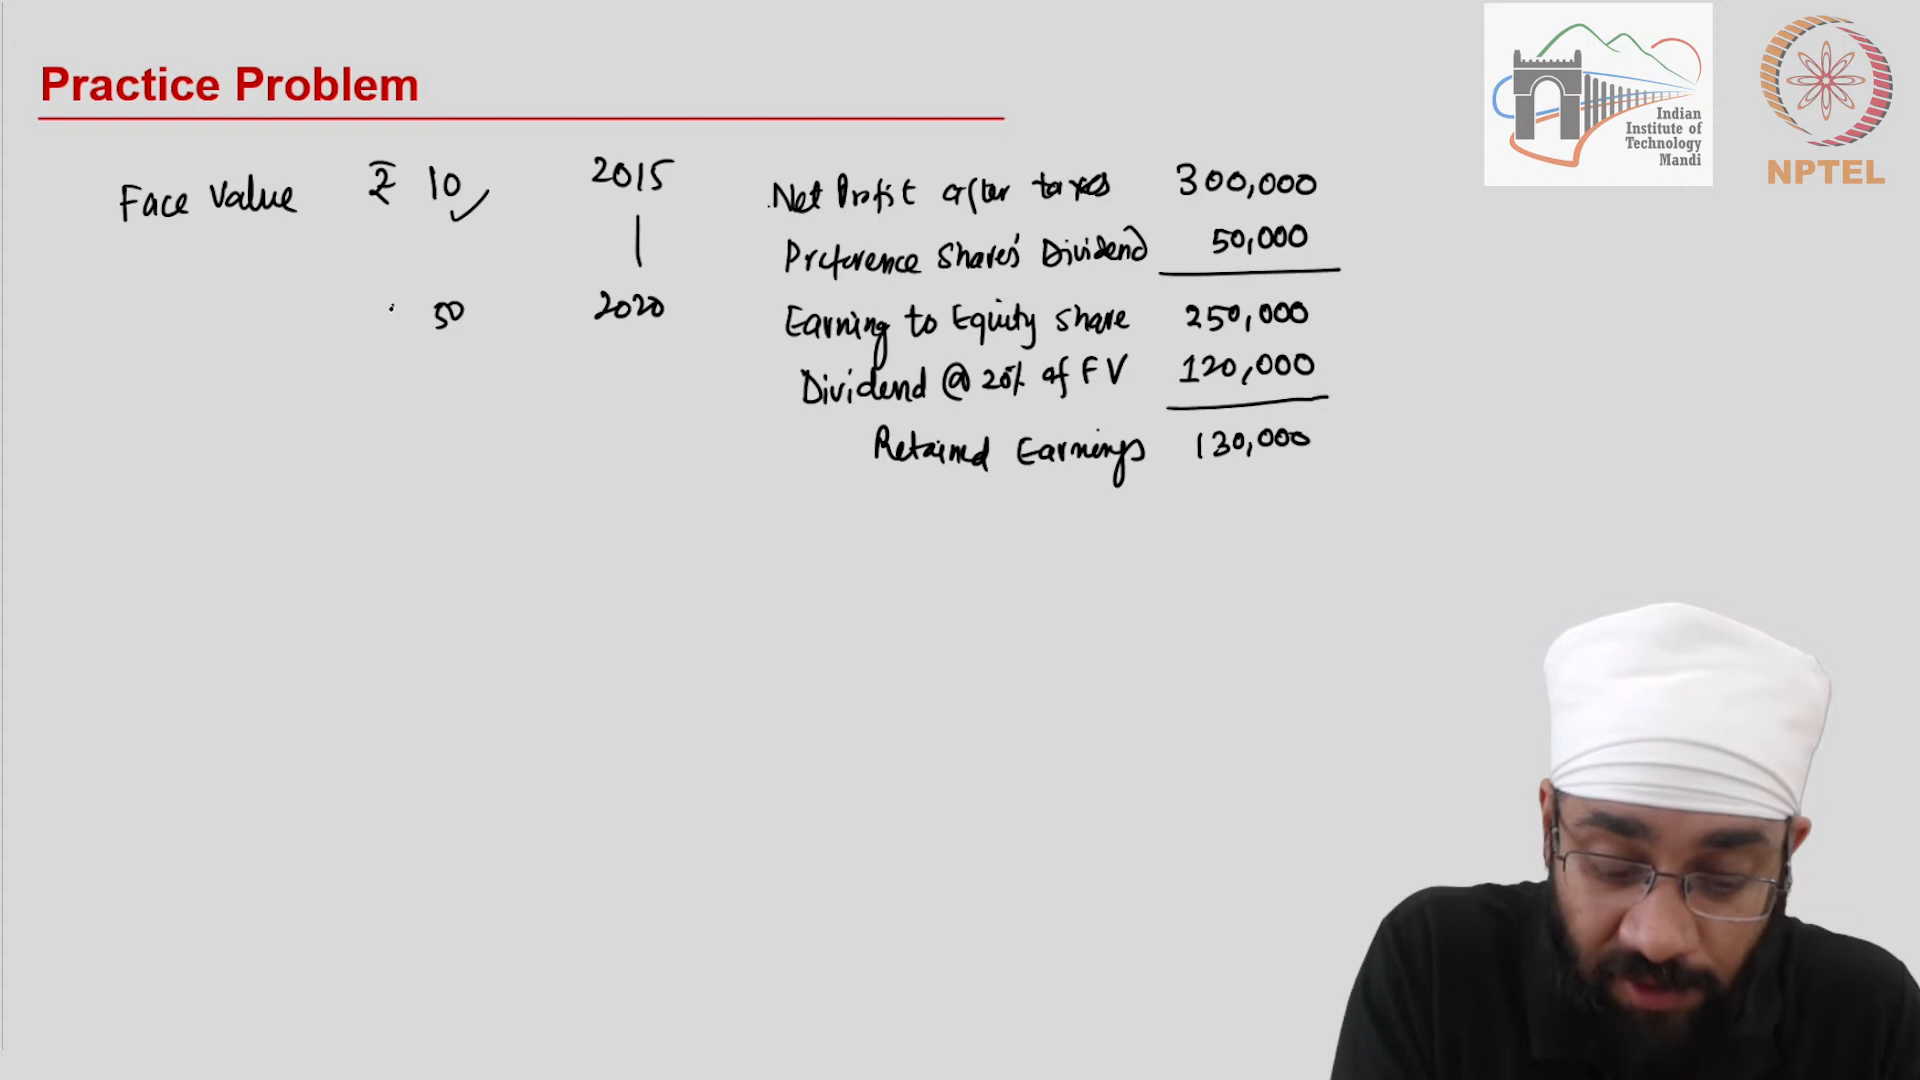 Practice Problem
Indian
Institute of
Technology
Mandi
NPTEL
Face Value ₹ 10 2015
50 2020
Net Profit after taxes 300,000
Preference Shares' Dividend 50,000
Earning to Equity Share 250,000
Dividend @ 20% of FV 120,000
Retained Earnings 130,000